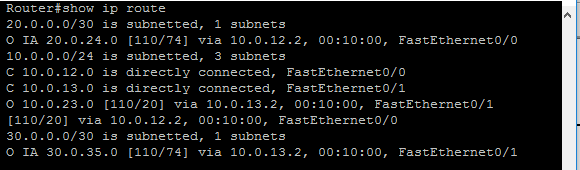 Router#show ip route
20.0.0.0/30 is subnetted, 1 subnets
O IA 20.0.24.0 [110/74] via 10.0.12.2, 00:10:00, FastEthernet0/0
10.0.0.0/24 is subnetted, 3 subnets
C 10.0.12.0 is directly connected, FastEthernet0/0
C 10.0.13.0 is directly connected, FastEthernet0/1
O 10.0.23.0 [110/20] via 10.0.13.2, 00:10:00, FastEthernet0/1
[110/20] via 10.0.12.2, 00:10:00, FastEthernet0/0
30.0.0.0/30 is subnetted, 1 subnets
O IA 30.0.35.0 [110/74] via 10.0.13.2, 00:10:00, FastEthernet0/1